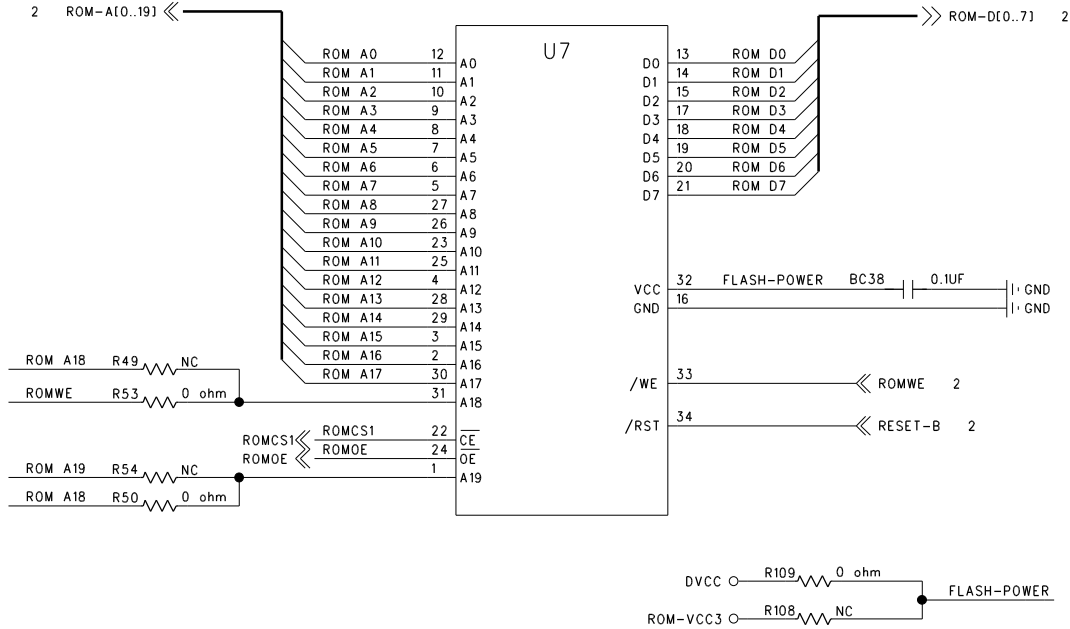 2 ROM-A[0..19]
ROM-D[0..7] 2
U7
ROM A0 12 A0
ROM A1 11 A1
ROM A2 10 A2
ROM A3 9 A3
ROM A4 8 A4
ROM A5 7 A5
ROM A6 6 A6
ROM A7 5 A7
ROM A8 27 A8
ROM A9 26 A9
ROM A10 23 A10
ROM A11 25 A11
ROM A12 4 A12
ROM A13 28 A13
ROM A14 29 A14
ROM A15 3 A15
ROM A16 2 A16
ROM A17 30 A17
31 A18
ROM A18 R49 NC
ROMWE R53 0 ohm
ROMCS1 ROMCS1 22 CE
ROMOE ROMOE 24 OE
1 A19
ROM A19 R54 NC
ROM A18 R50 0 ohm
D0 13 ROM D0
D1 14 ROM D1
D2 15 ROM D2
D3 17 ROM D3
D4 18 ROM D4
D5 19 ROM D5
D6 20 ROM D6
D7 21 ROM D7
VCC 32 FLASH-POWER BC38 0.1UF GND
GND 16 GND
/WE 33 ROMWE 2
/RST 34 RESET-B 2
DVCC R109 0 ohm
FLASH-POWER
ROM-VCC3 R108 NC